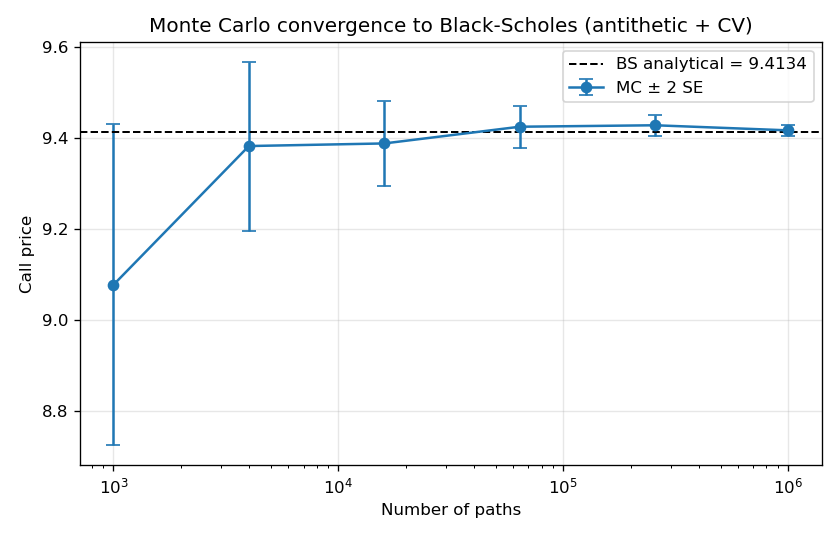 Monte Carlo convergence to Black-Scholes (antithetic + CV)
BS analytical = 9.4134
MC ± 2 SE
Call price
9.6
9.4
9.2
9.0
8.8
10³
10⁴
10⁵
10⁶
Number of paths